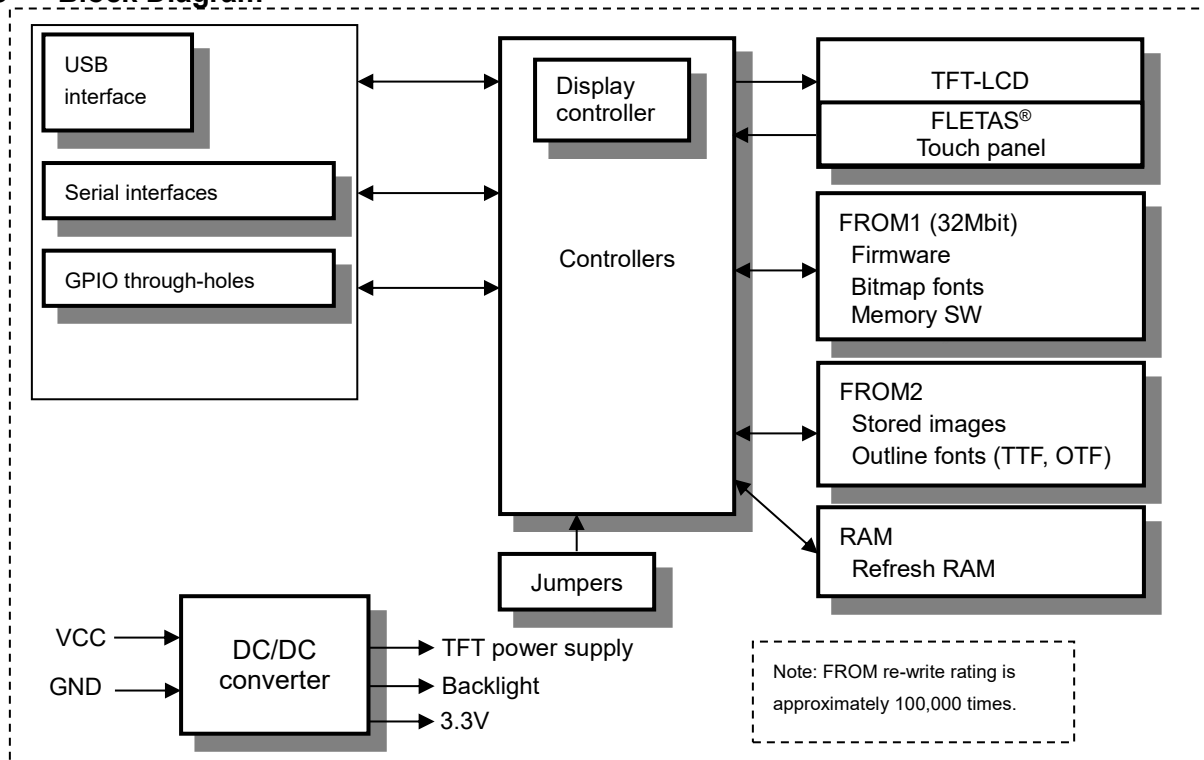 Block Diagram
USB
interface
Serial interfaces
GPIO through-holes
Display
controller
Controllers
Jumpers
TFT-LCD
FLETAS®
Touch panel
FROM1 (32Mbit)
Firmware
Bitmap fonts
Memory SW
FROM2
Stored images
Outline fonts (TTF, OTF)
RAM
Refresh RAM
VCC
GND
DC/DC
converter
TFT power supply
Backlight
3.3V
Note: FROM re-write rating is
approximately 100,000 times.